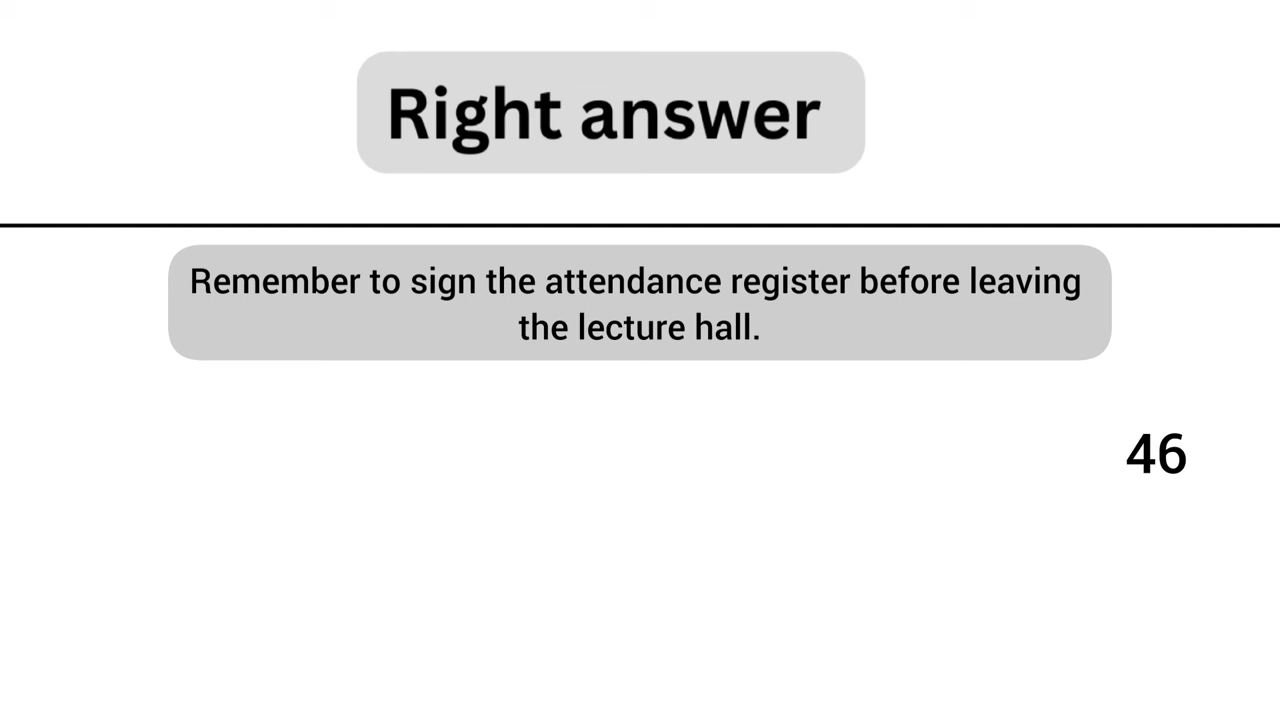 Right answer
Remember to sign the attendance register before leaving
the lecture hall.
46